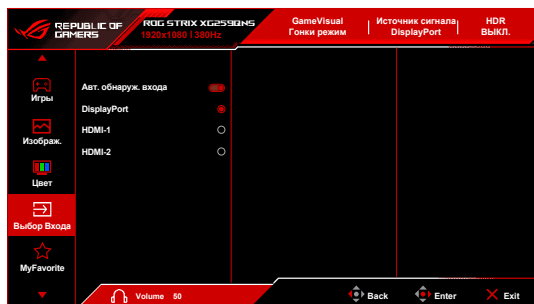 REPUBLIC OF
GAMERS
ROG STRIX XG259QNS
1920x1080 | 380Hz
GameVisual
Гонки режим
Источник сигнала
DisplayPort
HDR
ВЫКЛ.
Игры
Изображ.
Цвет
Выбор Входа
MyFavorite
Авт. обнаруж. входа
DisplayPort
HDMI-1
HDMI-2
Volume 50
Back
Enter
Exit